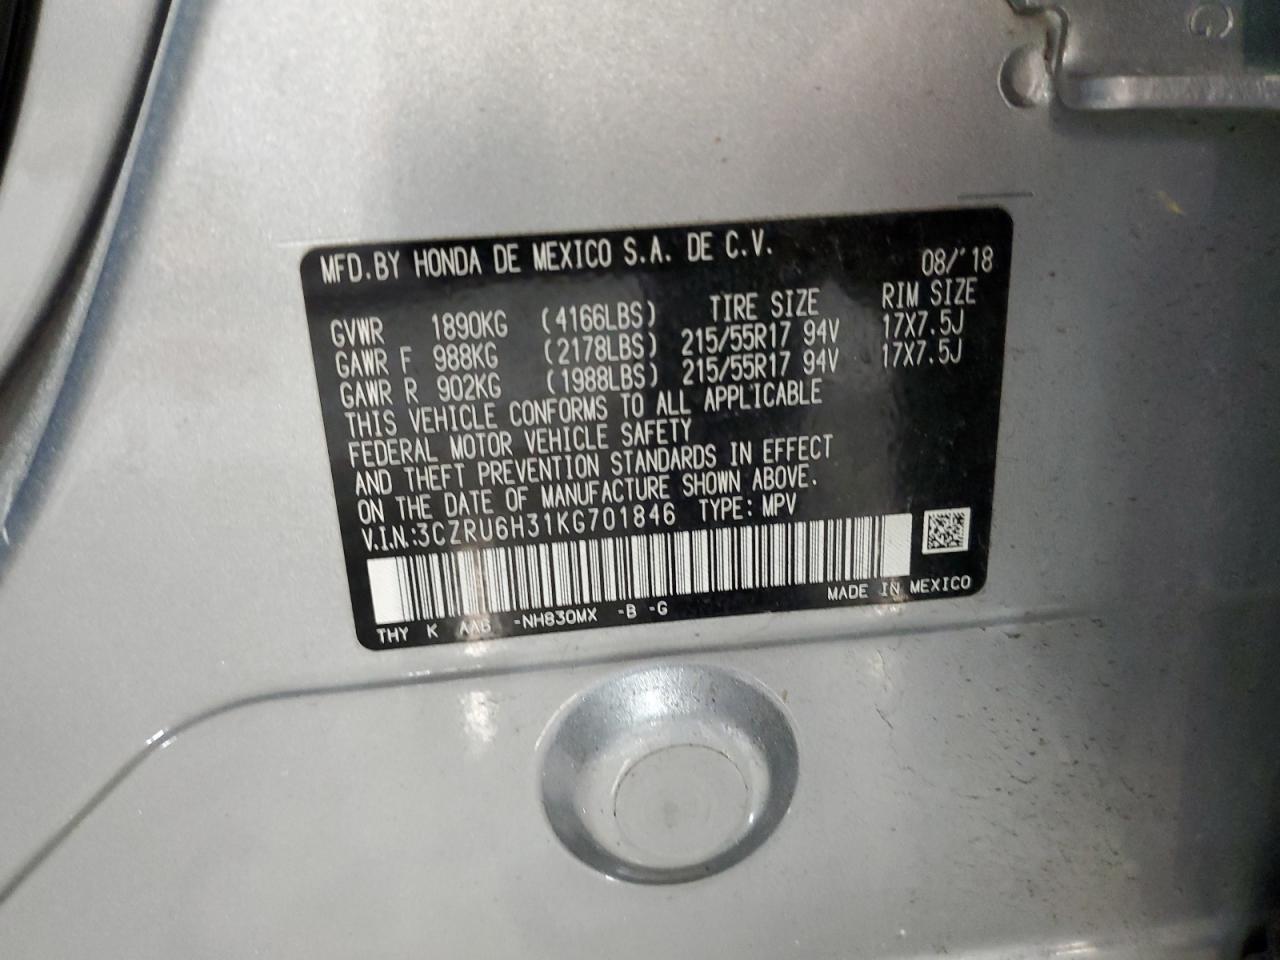 MFD.BY HONDA DE MEXICO S.A. DE C.V. 08/'18
TIRE SIZE RIM SIZE
GVWR 1890KG (4166LBS)
GAWR F 988KG (2178LBS) 215/55R17 94V 17X7.5J
GAWR R 902KG (1988LBS) 215/55R17 94V 17X7.5J
THIS VEHICLE CONFORMS TO ALL APPLICABLE
FEDERAL MOTOR VEHICLE SAFETY
AND THEFT PREVENTION STANDARDS IN EFFECT
ON THE DATE OF MANUFACTURE SHOWN ABOVE.
V.I.N.:3CZRU6H31KG701846 TYPE: MPV
MADE IN MEXICO
THY K -NH830MX -B -G
G